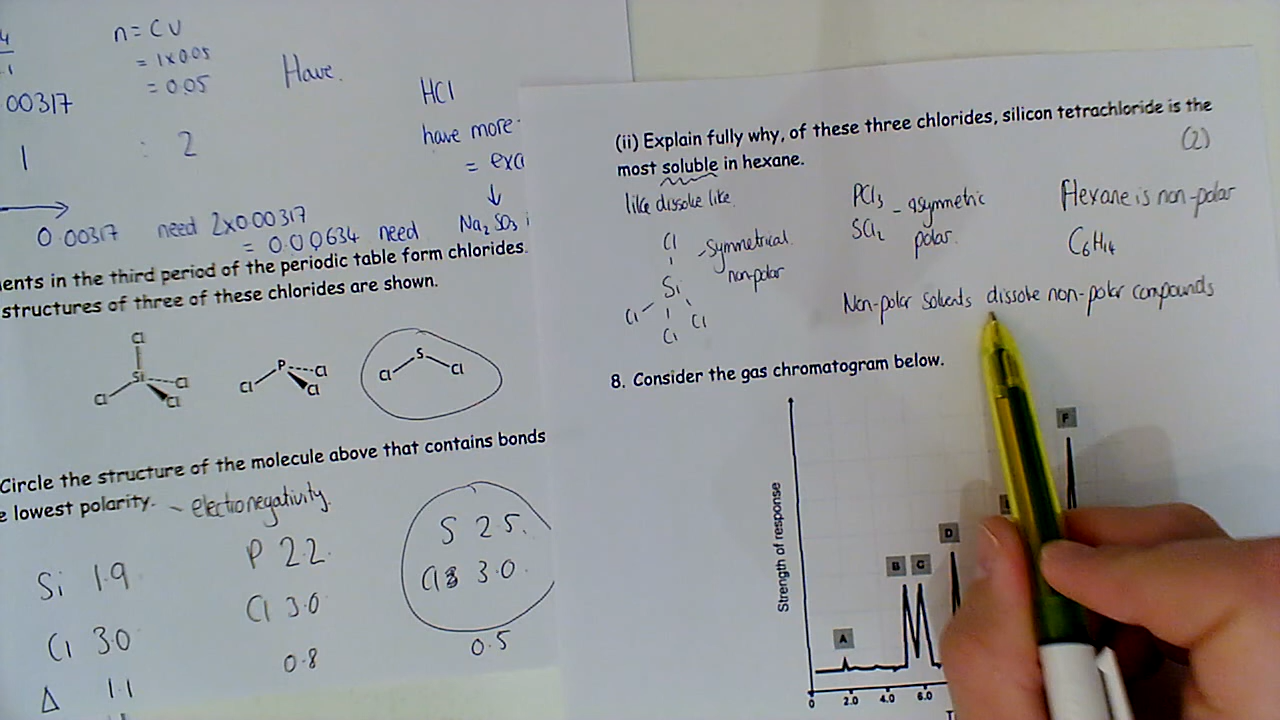 4
1
00317
n = CV
= 1x0.05
= 0.05
Have.
HCl
have more
= exc
1 : 2
0.00317 need 2x0.00317
= 0.00634 need Na2SO3 i
ents in the third period of the periodic table form chlorides.
structures of three of these chlorides are shown.
Cl
Si
Cl
Cl
Cl
Cl
P
Cl
Cl
Cl
S
Cl
Circle the structure of the molecule above that contains bonds
e lowest polarity. ~ electronegativity.
Si 1.9
Cl 3.0
Δ 1.1
P 2.2
Cl 3.0
0.8
S 2.5
Cl 3.0
0.5
(ii) Explain fully why, of these three chlorides, silicon tetrachloride is the
most soluble in hexane.
(2)
like dissolve like.
Cl
Si
Cl
Cl
Cl
- Symmetrical
non-polar
PCl3 - asymmetric
SCl2 polar.
Hexane is non-polar
C6H14
Non-polar solvents dissolve non-polar compounds
8. Consider the gas chromatogram below.
Strength of response
A
B
C
D
F
0 2.0 4.0 6.0
T